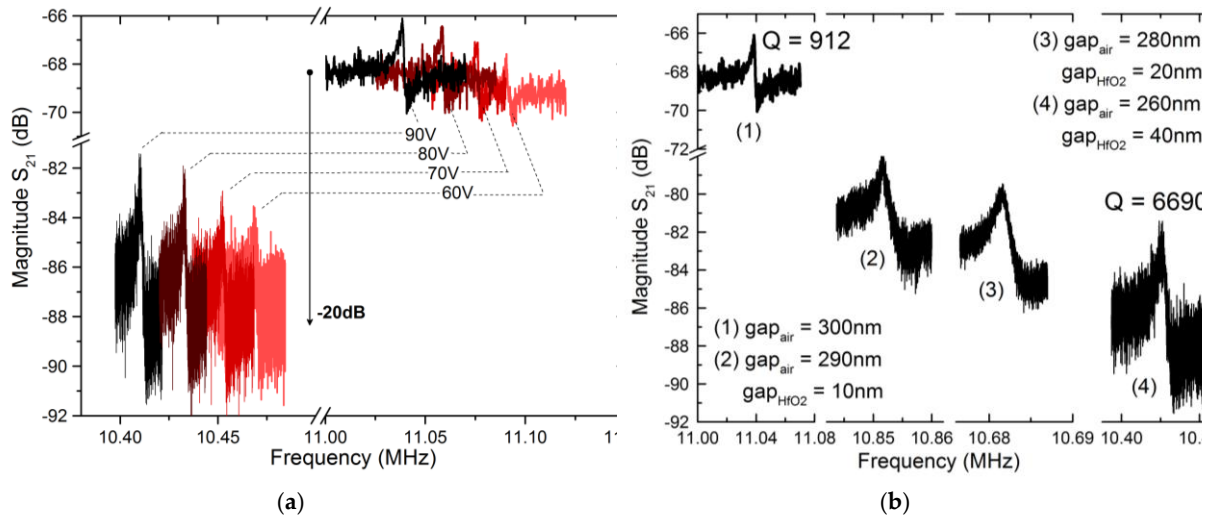 -66
-68
-70
-82
-84
-86
-88
-90
-92
Magnitude S21 (dB)
90V
80V
70V
60V
-20dB
10.40 10.45 11.00 11.05 11.10
Frequency (MHz)
(a)
-66
-68
-70
-72
-80
-82
-84
-86
-88
-90
-92
Magnitude S21 (dB)
Q = 912
(1)
(3) gapair = 280nm
gapHfO2 = 20nm
(4) gapair = 260nm
gapHfO2 = 40nm
Q = 6690
(2)
(3)
(4)
(1) gapair = 300nm
(2) gapair = 290nm
gapHfO2 = 10nm
11.00 11.04 11.08 10.85 10.86 10.68 10.69 10.40
Frequency (MHz)
(b)